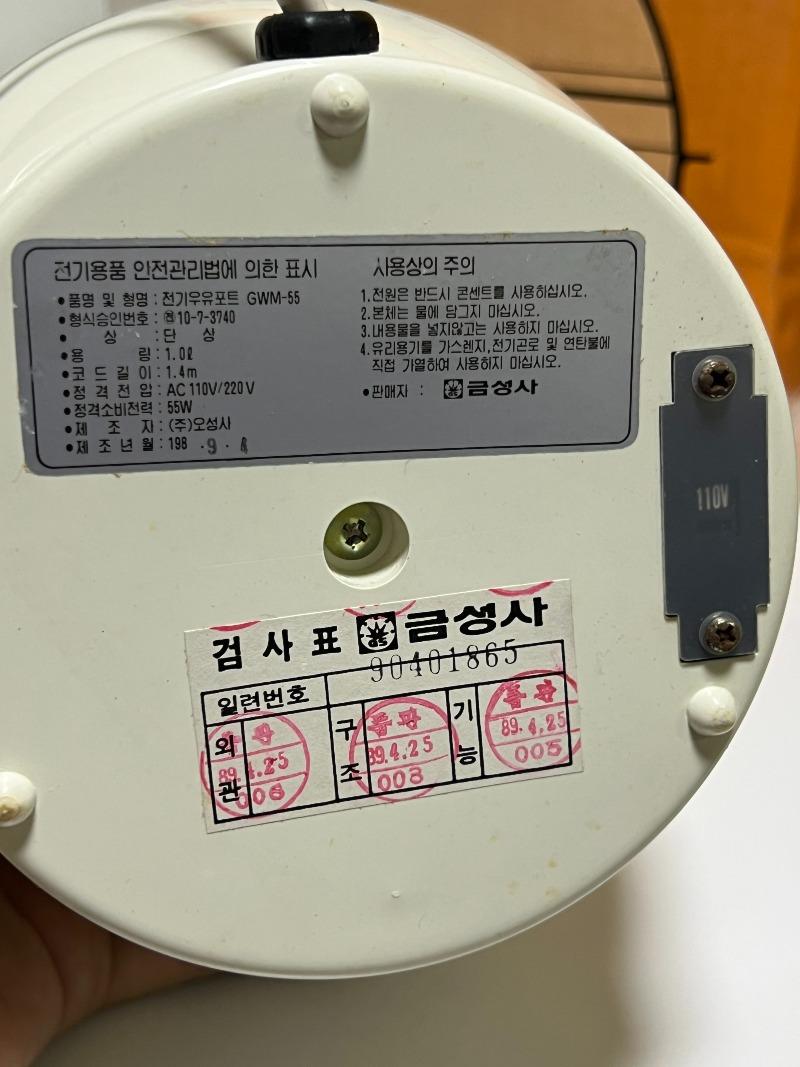 전기용품 안전관리법에 의한 표시
• 품명 및 형명 : 전기우유포트 GWM-55
• 형식승인번호 : ㉽10-7-3740
• 상 : 단 상
• 용 량 : 1.0ℓ
• 코드길이 : 1.4m
• 정격전압 : AC 110V/220V
• 정격소비전력 : 55W
• 제조자 : (주)오성사
• 제조년월 : 198 . 9 . 4
사용상의 주의
1. 전원은 반드시 콘센트를 사용하십시오.
2. 본체는 물에 담그지 마십시오.
3. 내용물을 넣지않고는 사용하지 마십시오.
4. 유리용기를 가스렌지, 전기곤로 및 연탄불에
직접 가열하여 사용하지 마십시오.
• 판매자 : 금성사
110V
검사표 금성사
일련번호 90401865
외관 89.4.25 006
구조 89.4.25 003
기능 89.4.25 005